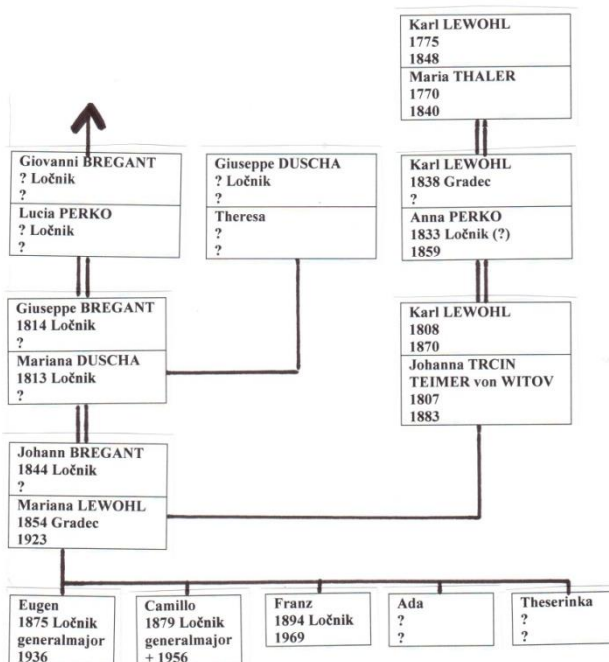 Karl LEWOHL
1775
1848
Maria THALER
1770
1840
Giovanni BREGANT
? Ločnik
?
Lucia PERKO
? Ločnik
?
Giuseppe DUSCHA
? Ločnik
?
Theresa
?
?
Karl LEWOHL
1838 Gradec
?
Anna PERKO
1833 Ločnik (?)
1859
Giuseppe BREGANT
1814 Ločnik
?
Mariana DUSCHA
1813 Ločnik
?
Karl LEWOHL
1808
1870
Johanna TRCIN
TEIMER von WITOV
1807
1883
Johann BREGANT
1844 Ločnik
?
Mariana LEWOHL
1854 Gradec
1923
Eugen
1875 Ločnik
generalmajor
1936
Camillo
1879 Ločnik
generalmajor
+ 1956
Franz
1894 Ločnik
1969
Ada
?
?
Theserinka
?
?